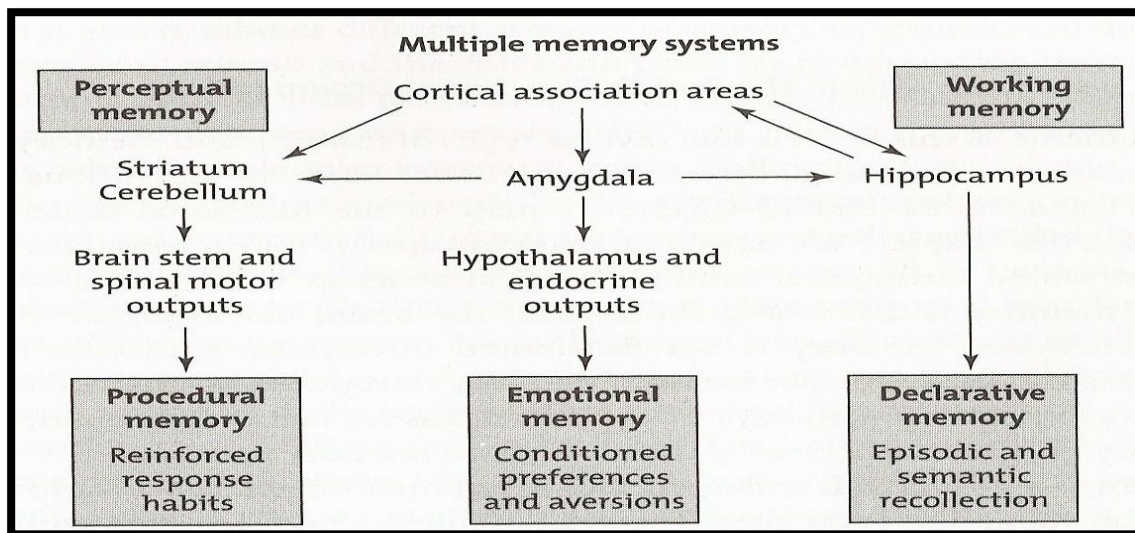 Multiple memory systems
Perceptual
memory
Cortical association areas
Working
memory
Striatum
Cerebellum
Amygdala
Hippocampus
Brain stem and
spinal motor
outputs
Hypothalamus and
endocrine
outputs
Procedural
memory
Reinforced
response
habits
Emotional
memory
Conditioned
preferences
and aversions
Declarative
memory
Episodic and
semantic
recollection